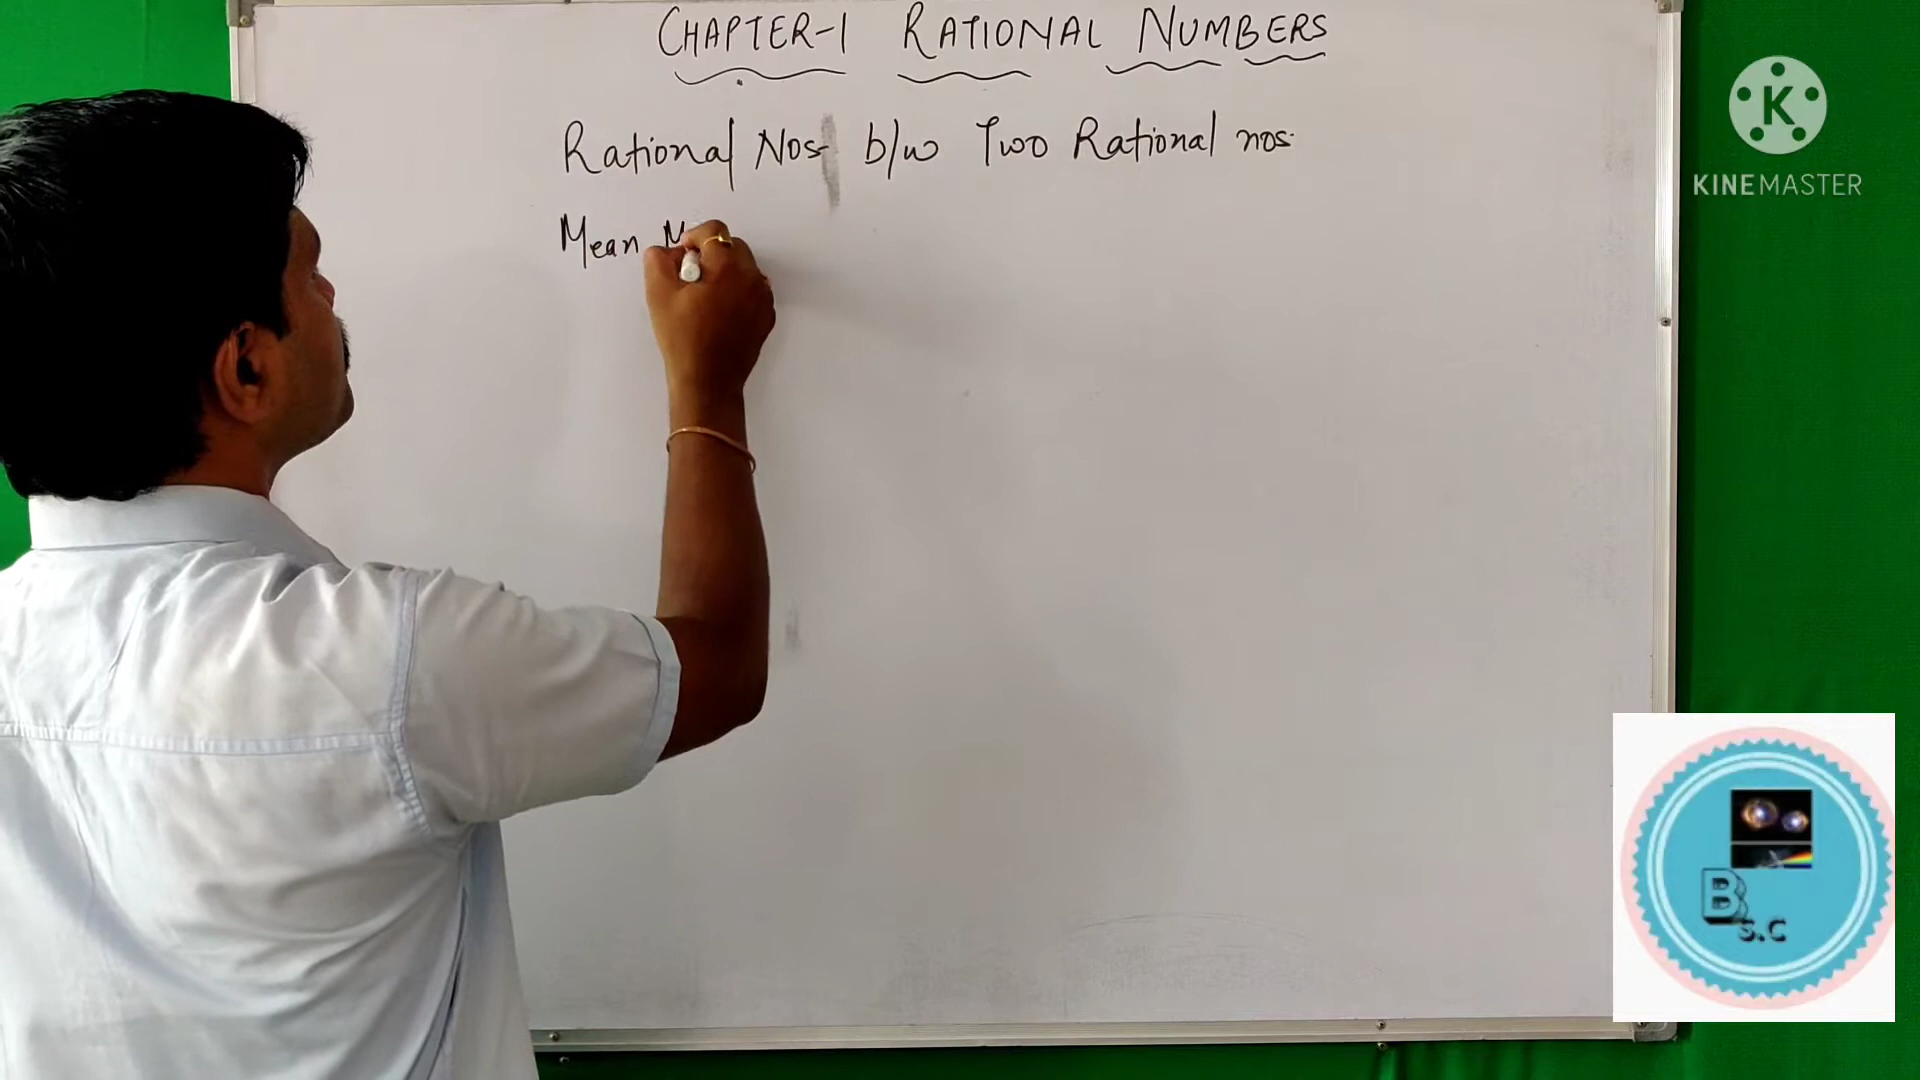 CHAPTER-1 RATIONAL NUMBERS
Rational Nos b/w Two Rational nos.
Mean M
K
KINEMASTER
B
S.C